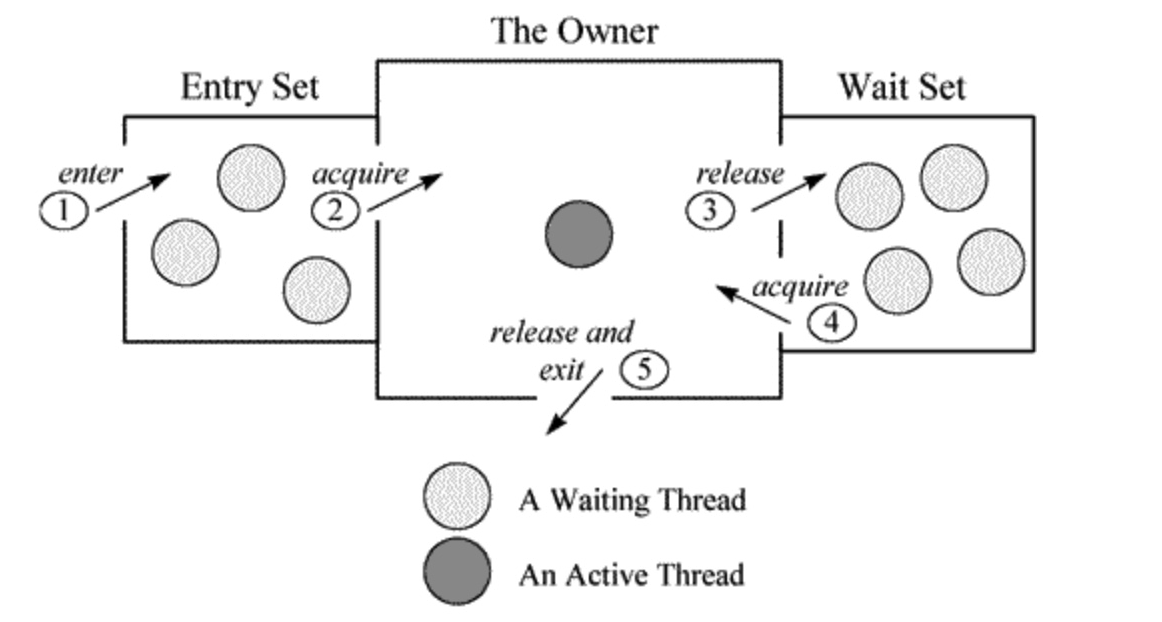 The Owner
Entry Set
Wait Set
enter
1
acquire
2
release
3
acquire
4
release and
exit
5
A Waiting Thread
An Active Thread